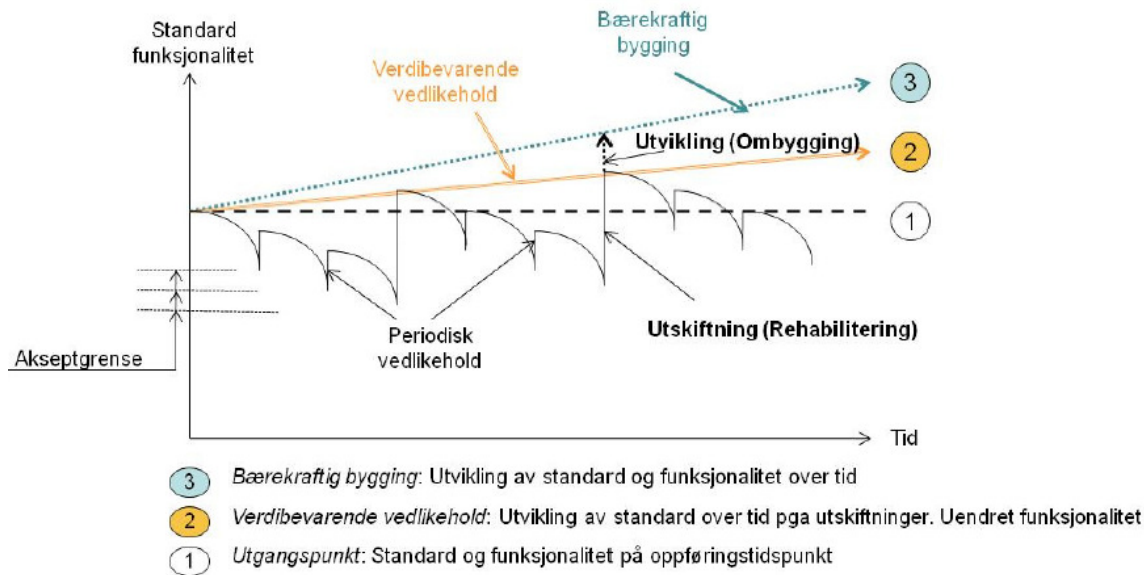 Standard
funksjonalitet
Bærekraftig
bygging
Verdibevarende
vedlikehold
3
Utvikling (Ombygging)
2
1
Periodisk
vedlikehold
Utskiftning (Rehabilitering)
Akseptgrense
Tid
3 Bærekraftig bygging: Utvikling av standard og funksjonalitet over tid
2 Verdibevarende vedlikehold: Utvikling av standard over tid pga utskiftninger. Uendret funksjonalitet
1 Utgangspunkt: Standard og funksjonalitet på oppføringstidspunkt